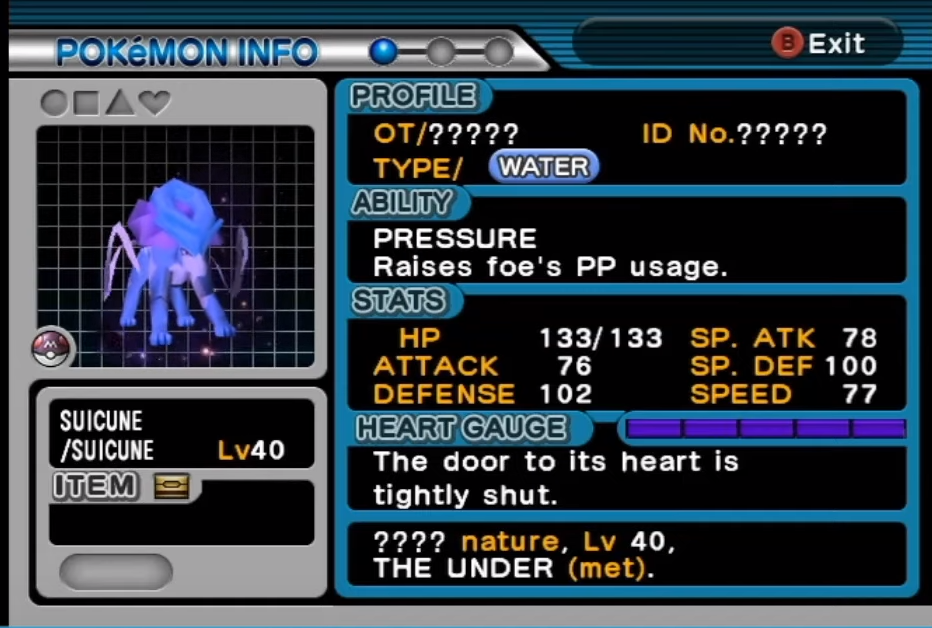 POKéMON INFO
B Exit
PROFILE
OT/?????
ID No.?????
TYPE/ WATER
ABILITY
PRESSURE
Raises foe's PP usage.
STATS
HP 133/133 SP. ATK 78
ATTACK 76 SP. DEF 100
DEFENSE 102 SPEED 77
M
SUICUNE
/SUICUNE Lv40
ITEM
HEART GAUGE
The door to its heart is
tightly shut.
???? nature, Lv 40,
THE UNDER (met).